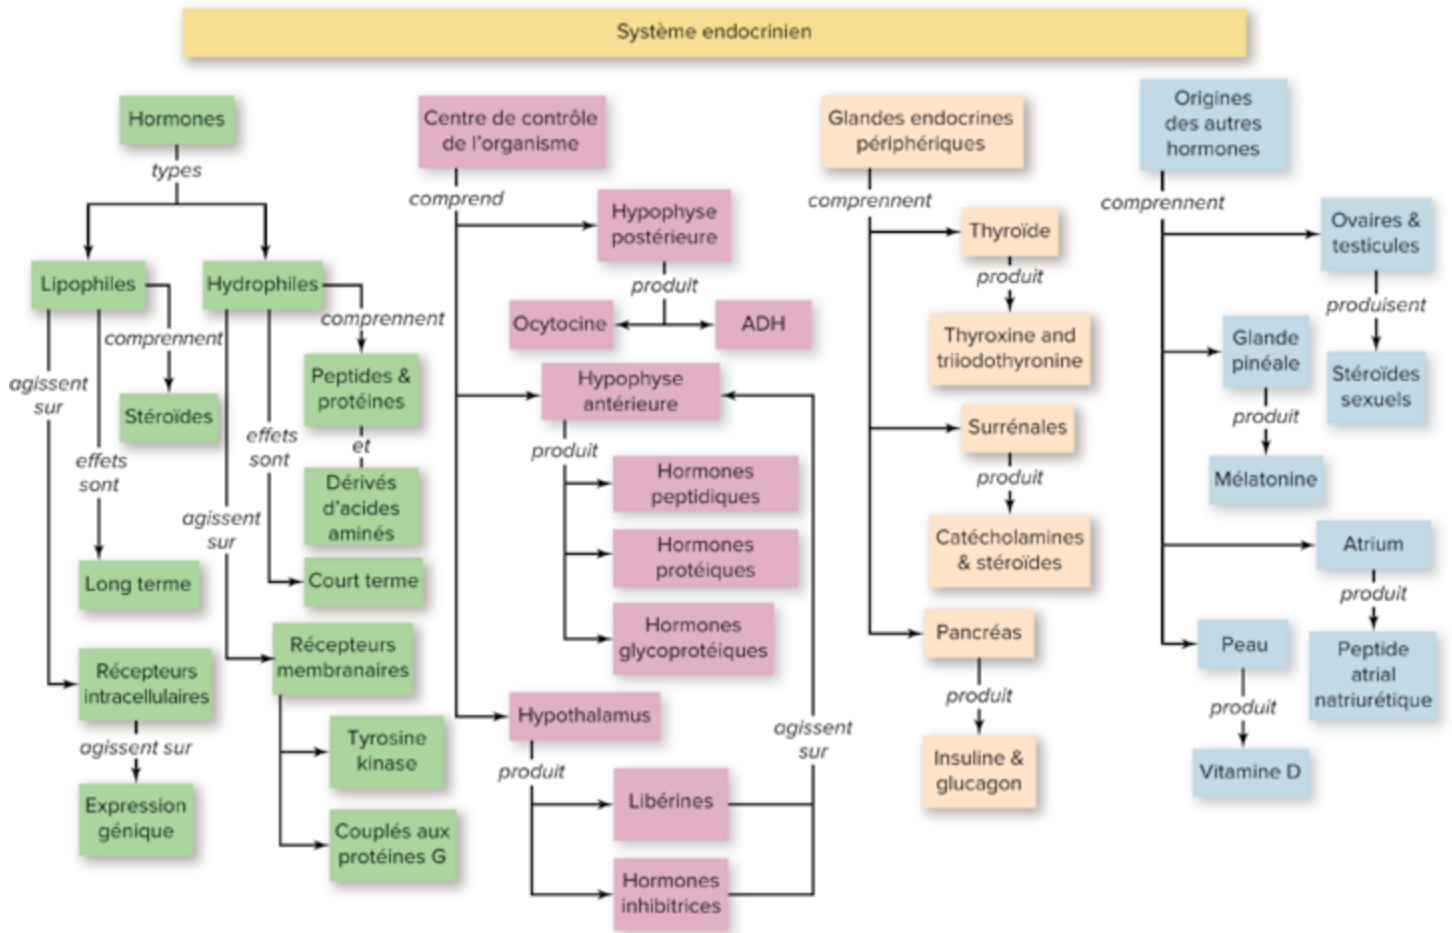 Système endocrinien
Hormones
types
Lipophiles
Hydrophiles
comprennent
comprennent
agissent
sur
Stéroïdes
effets
sont
Peptides &
protéines
et
effets
sont
Dérivés
d'acides
aminés
agissent
sur
Long terme
Court terme
Récepteurs
intracellulaires
Récepteurs
membranaires
agissent sur
Expression
génique
Tyrosine
kinase
Couplés aux
protéines G
Centre de contrôle
de l'organisme
comprend
Hypophyse
postérieure
produit
Ocytocine
ADH
Hypophyse
antérieure
produit
Hormones
peptidiques
Hormones
protéiques
Hormones
glycoprotéiques
Hypothalamus
produit
agissent
sur
Libérines
Hormones
inhibitrices
Glandes endocrines
périphériques
comprennent
Thyroïde
produit
Thyroxine and
triiodothyronine
Surrénales
produit
Catécholamines
& stéroïdes
Pancréas
produit
Insuline &
glucagon
Origines
des autres
hormones
comprennent
Ovaires &
testicules
produisent
Stéroïdes
sexuels
Glande
pinéale
produit
Mélatonine
Atrium
produit
Peptide
atrial
natriurétique
Peau
produit
Vitamine D